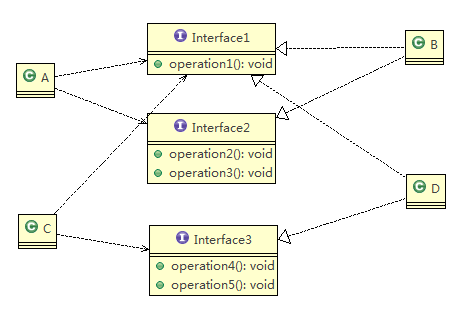 I Interface1
operation1(): void
C A
C B
I Interface2
operation2(): void
operation3(): void
C C
C D
I Interface3
operation4(): void
operation5(): void